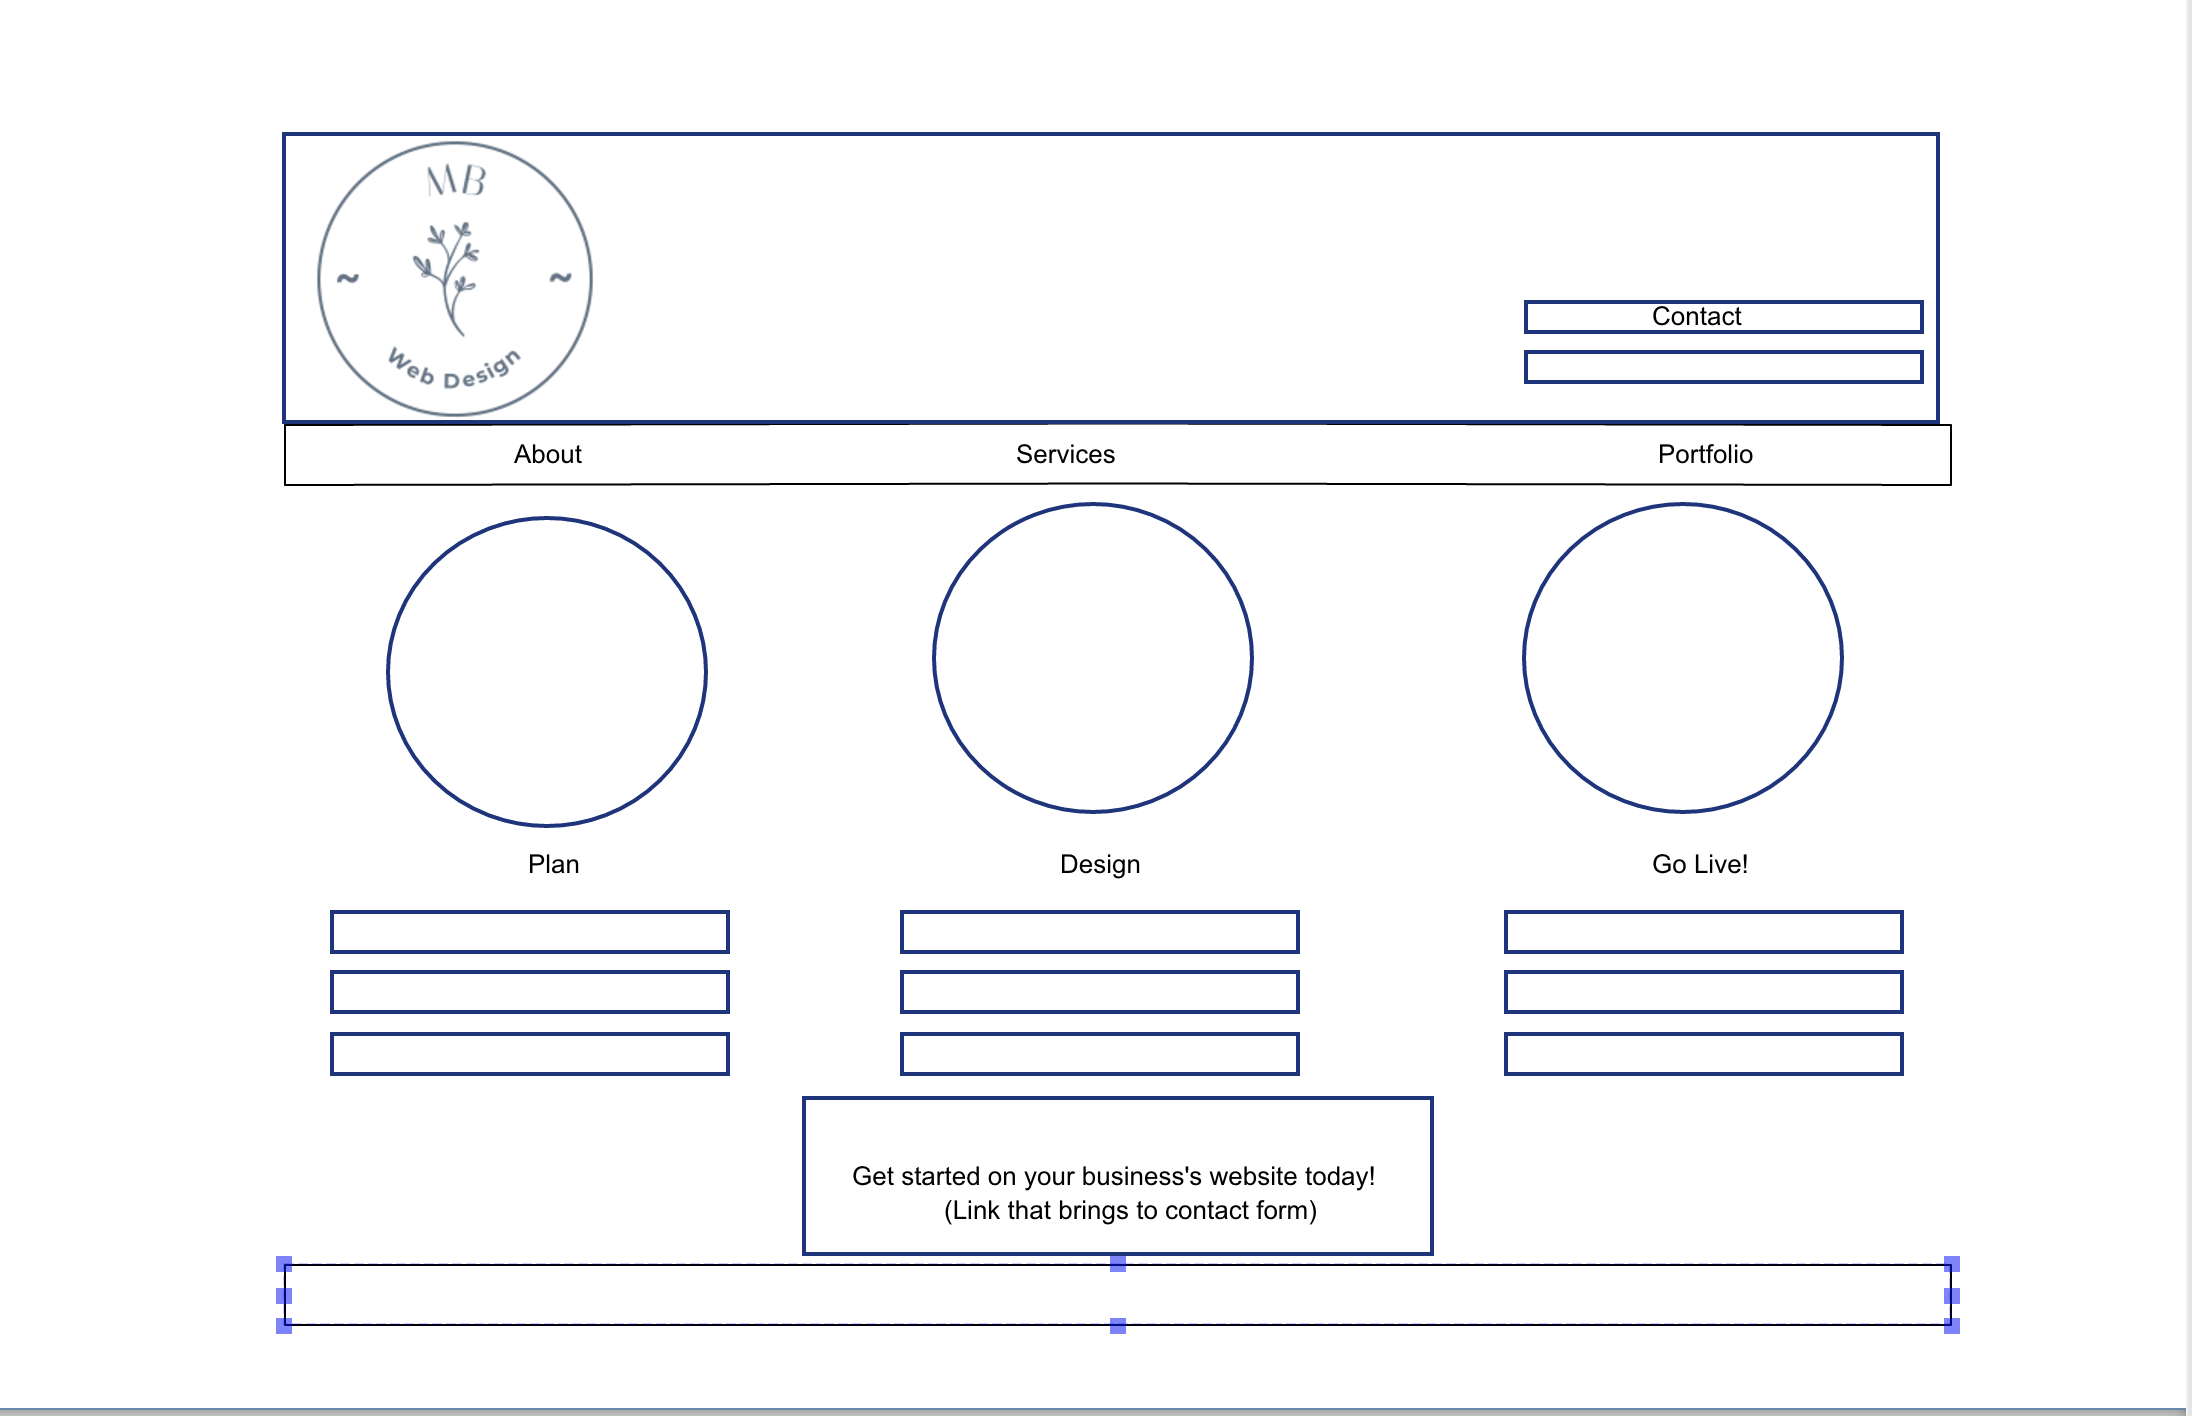 MB
~ ~
Web Design
Contact
About Services Portfolio
Plan Design Go Live!
Get started on your business's website today!
(Link that brings to contact form)